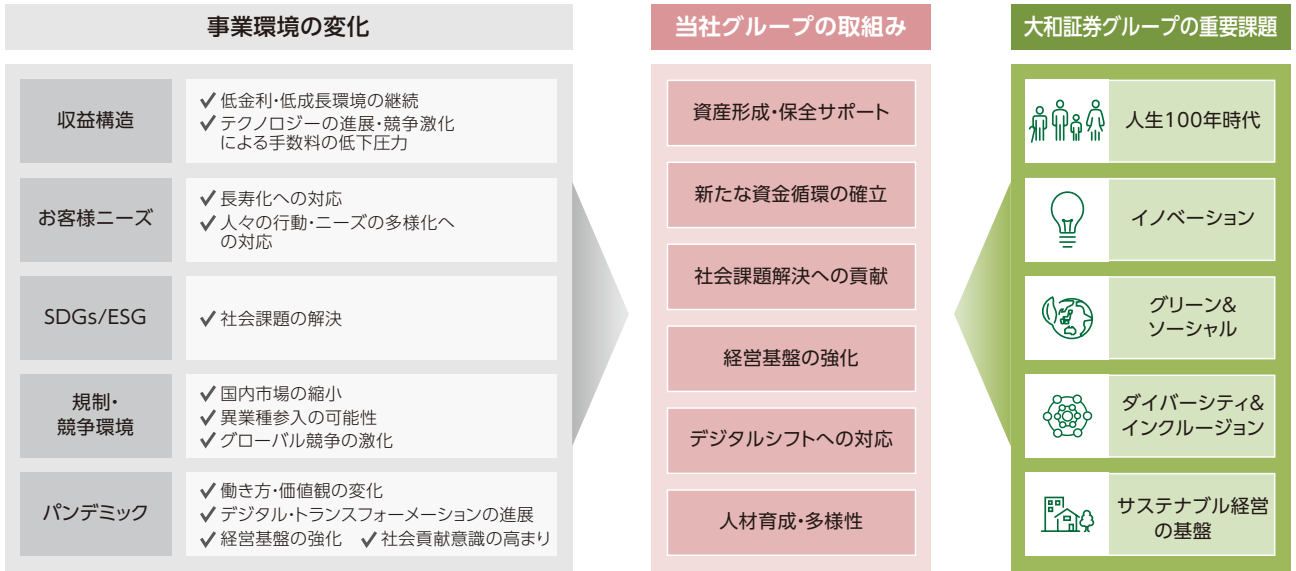 事業環境の変化
収益構造
✓低金利・低成長環境の継続
✓テクノロジーの進展・競争激化
による手数料の低下圧力
お客様ニーズ
✓長寿化への対応
✓人々の行動・ニーズの多様化へ
の対応
SDGs/ESG
✓社会課題の解決
規制・
競争環境
✓国内市場の縮小
✓異業種参入の可能性
✓グローバル競争の激化
パンデミック
✓働き方・価値観の変化
✓デジタル・トランスフォーメーションの進展
✓経営基盤の強化 ✓社会貢献意識の高まり
当社グループの取組み
資産形成・保全サポート
新たな資金循環の確立
社会課題解決への貢献
経営基盤の強化
デジタルシフトへの対応
人材育成・多様性
大和証券グループの重要課題
人生100年時代
イノベーション
グリーン&
ソーシャル
ダイバーシティ&
インクルージョン
サステナブル経営
の基盤